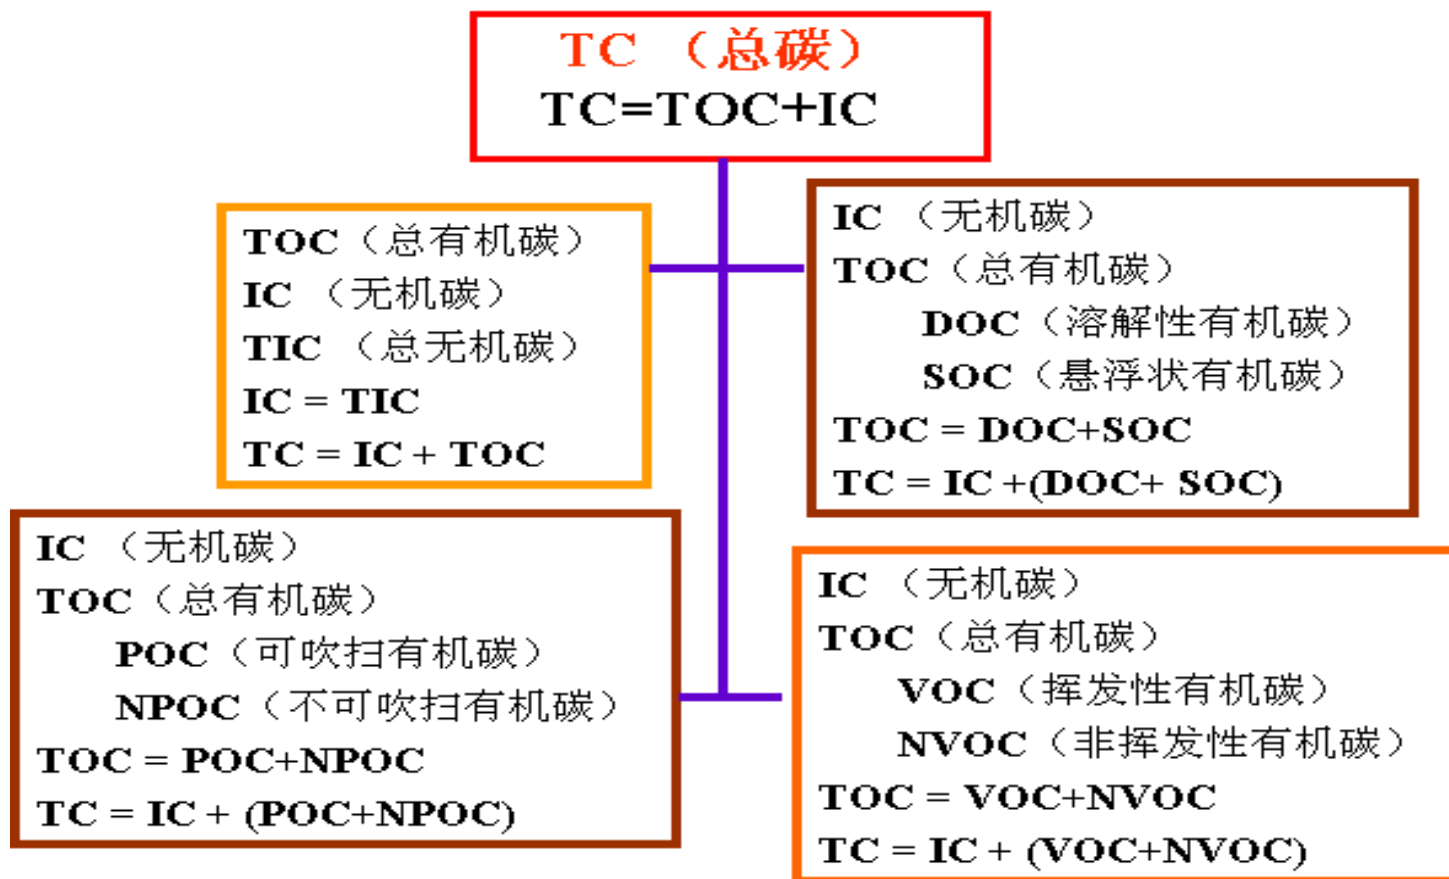 TC （总碳）
TC=TOC+IC
TOC（总有机碳）
IC （无机碳）
TIC （总无机碳）
IC = TIC
TC = IC + TOC
IC （无机碳）
TOC（总有机碳）
DOC（溶解性有机碳）
SOC（悬浮状有机碳）
TOC = DOC+SOC
TC = IC +(DOC+ SOC)
IC （无机碳）
TOC（总有机碳）
POC（可吹扫有机碳）
NPOC（不可吹扫有机碳）
TOC = POC+NPOC
TC = IC + (POC+NPOC)
IC （无机碳）
TOC（总有机碳）
VOC（挥发性有机碳）
NVOC（非挥发性有机碳）
TOC = VOC+NVOC
TC = IC + (VOC+NVOC)